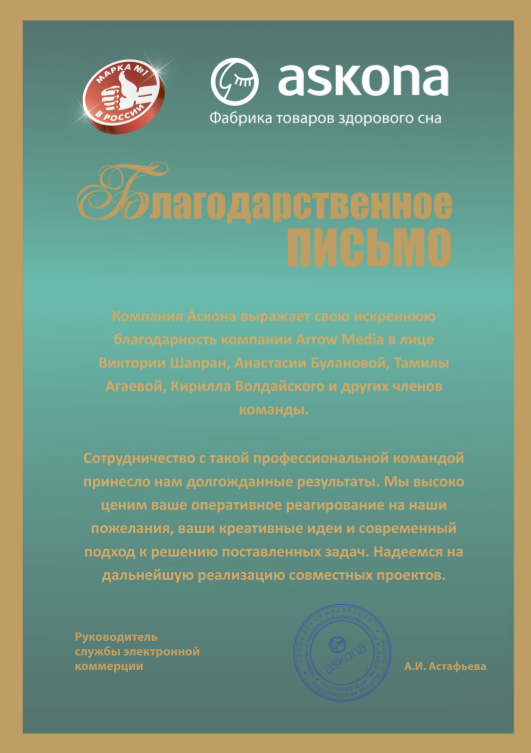 МАРКА №1
В РОССИИ
askona
Фабрика товаров здорового сна
Благодарственное
ПИСЬМО
Компания Аскона выражает свою искреннюю
благодарность компании Arrow Media в лице
Виктории Шапран, Анастасии Булановой, Тамилы
Агаевой, Кирилла Волдайского и других членов
команды.
Сотрудничество с такой профессиональной командой
принесло нам долгожданные результаты. Мы высоко
ценим ваше оперативное реагирование на наши
пожелания, ваши креативные идеи и современный
подход к решению поставленных задач. Надеемся на
дальнейшую реализацию совместных проектов.
Руководитель
службы электронной
коммерции
askona
А.И. Астафьева